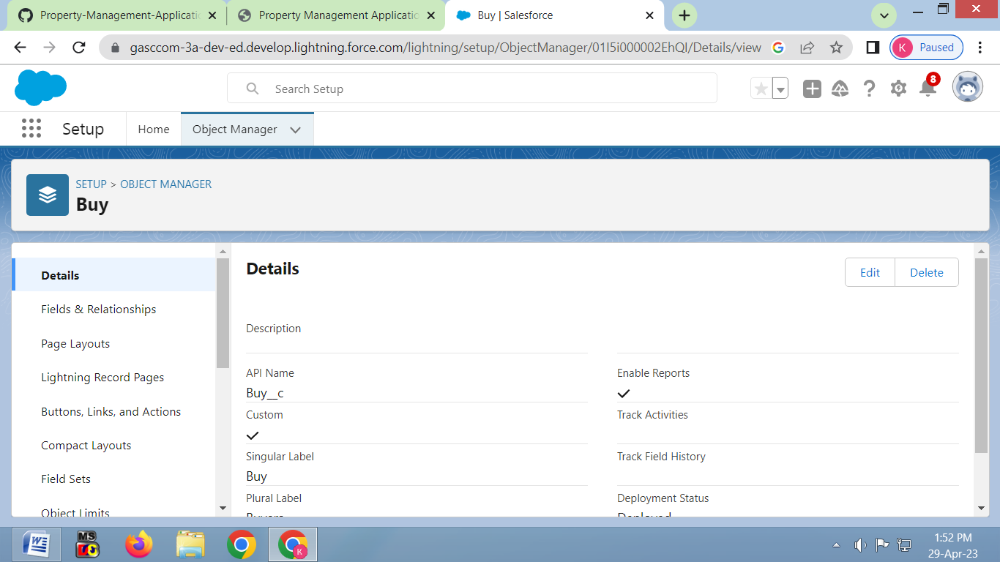 Property-Management-Applicatio
Property Management Applicatio
Buy | Salesforce
gasccom-3a-dev-ed.develop.lightning.force.com/lightning/setup/ObjectManager/01I5i000002EhQl/Details/view
K
Paused
Search Setup
8
Setup
Home
Object Manager
SETUP > OBJECT MANAGER
Buy
Details
Fields & Relationships
Page Layouts
Lightning Record Pages
Buttons, Links, and Actions
Compact Layouts
Field Sets
Object Limits
Details
Edit
Delete
Description
API Name
Buy__c
Enable Reports
Custom
Track Activities
Singular Label
Buy
Track Field History
Plural Label
Buyers
Deployment Status
Deployed
MS
K
1:52 PM
29-Apr-23